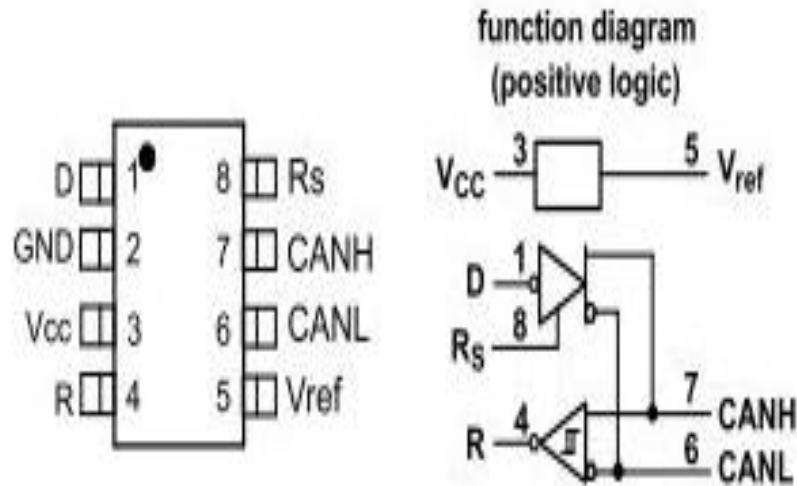 D 1 8 Rs
GND 2 7 CANH
Vcc 3 6 CANL
R 4 5 Vref
function diagram
(positive logic)
VCC 3 5 Vref
D 1
RS 8
R 4 7 CANH
6 CANL